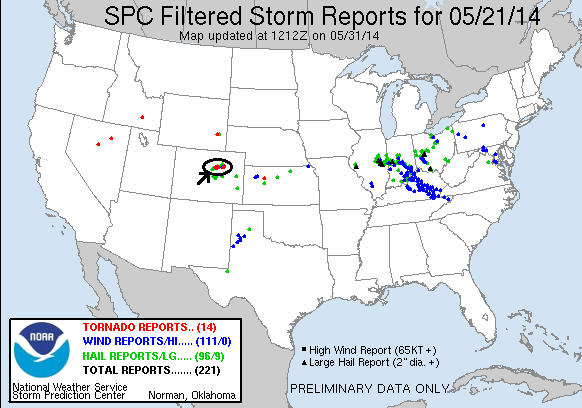 SPC Filtered Storm Reports for 05/21/14
Map updated at 1212Z on 05/31/14
TORNADO REPORTS.. (14)
WIND REPORTS/HI..... (111/0)
HAIL REPORTS/LG..... (96/9)
TOTAL REPORTS....... (221)
NOAA
National Weather Service
Storm Prediction Center Norman, Oklahoma
High Wind Report (65KT +)
Large Hail Report (2" dia. +)
PRELIMINARY DATA ONLY